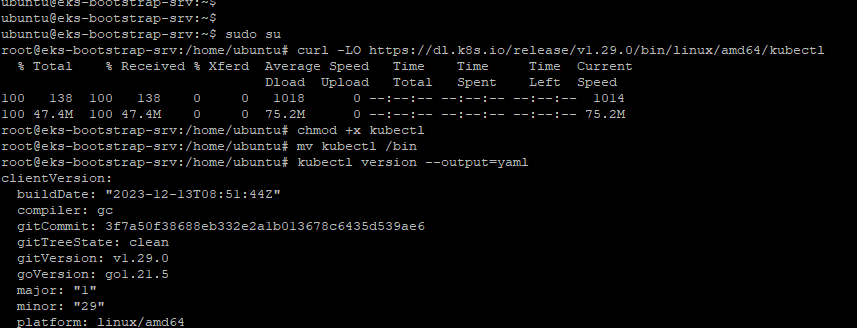 ubuntu@eks-bootstrap-srv:~$
ubuntu@eks-bootstrap-srv:~$
ubuntu@eks-bootstrap-srv:~$ sudo su
root@eks-bootstrap-srv:/home/ubuntu# curl -LO https://dl.k8s.io/release/v1.29.0/bin/linux/amd64/kubectl
  % Total    % Received % Xferd  Average Speed   Time    Time     Time  Current
                                 Dload  Upload   Total   Spent    Left  Speed
100   138  100   138    0     0   1018      0 --:--:-- --:--:-- --:--:--  1014
100 47.4M  100 47.4M    0     0  75.2M      0 --:--:-- --:--:-- --:--:-- 75.2M
root@eks-bootstrap-srv:/home/ubuntu# chmod +x kubectl
root@eks-bootstrap-srv:/home/ubuntu# mv kubectl /bin
root@eks-bootstrap-srv:/home/ubuntu# kubectl version --output=yaml
clientVersion:
  buildDate: "2023-12-13T08:51:44Z"
  compiler: gc
  gitCommit: 3f7a50f38688eb332e2a1b013678c6435d539ae6
  gitTreeState: clean
  gitVersion: v1.29.0
  goVersion: go1.21.5
  major: "1"
  minor: "29"
  platform: linux/amd64